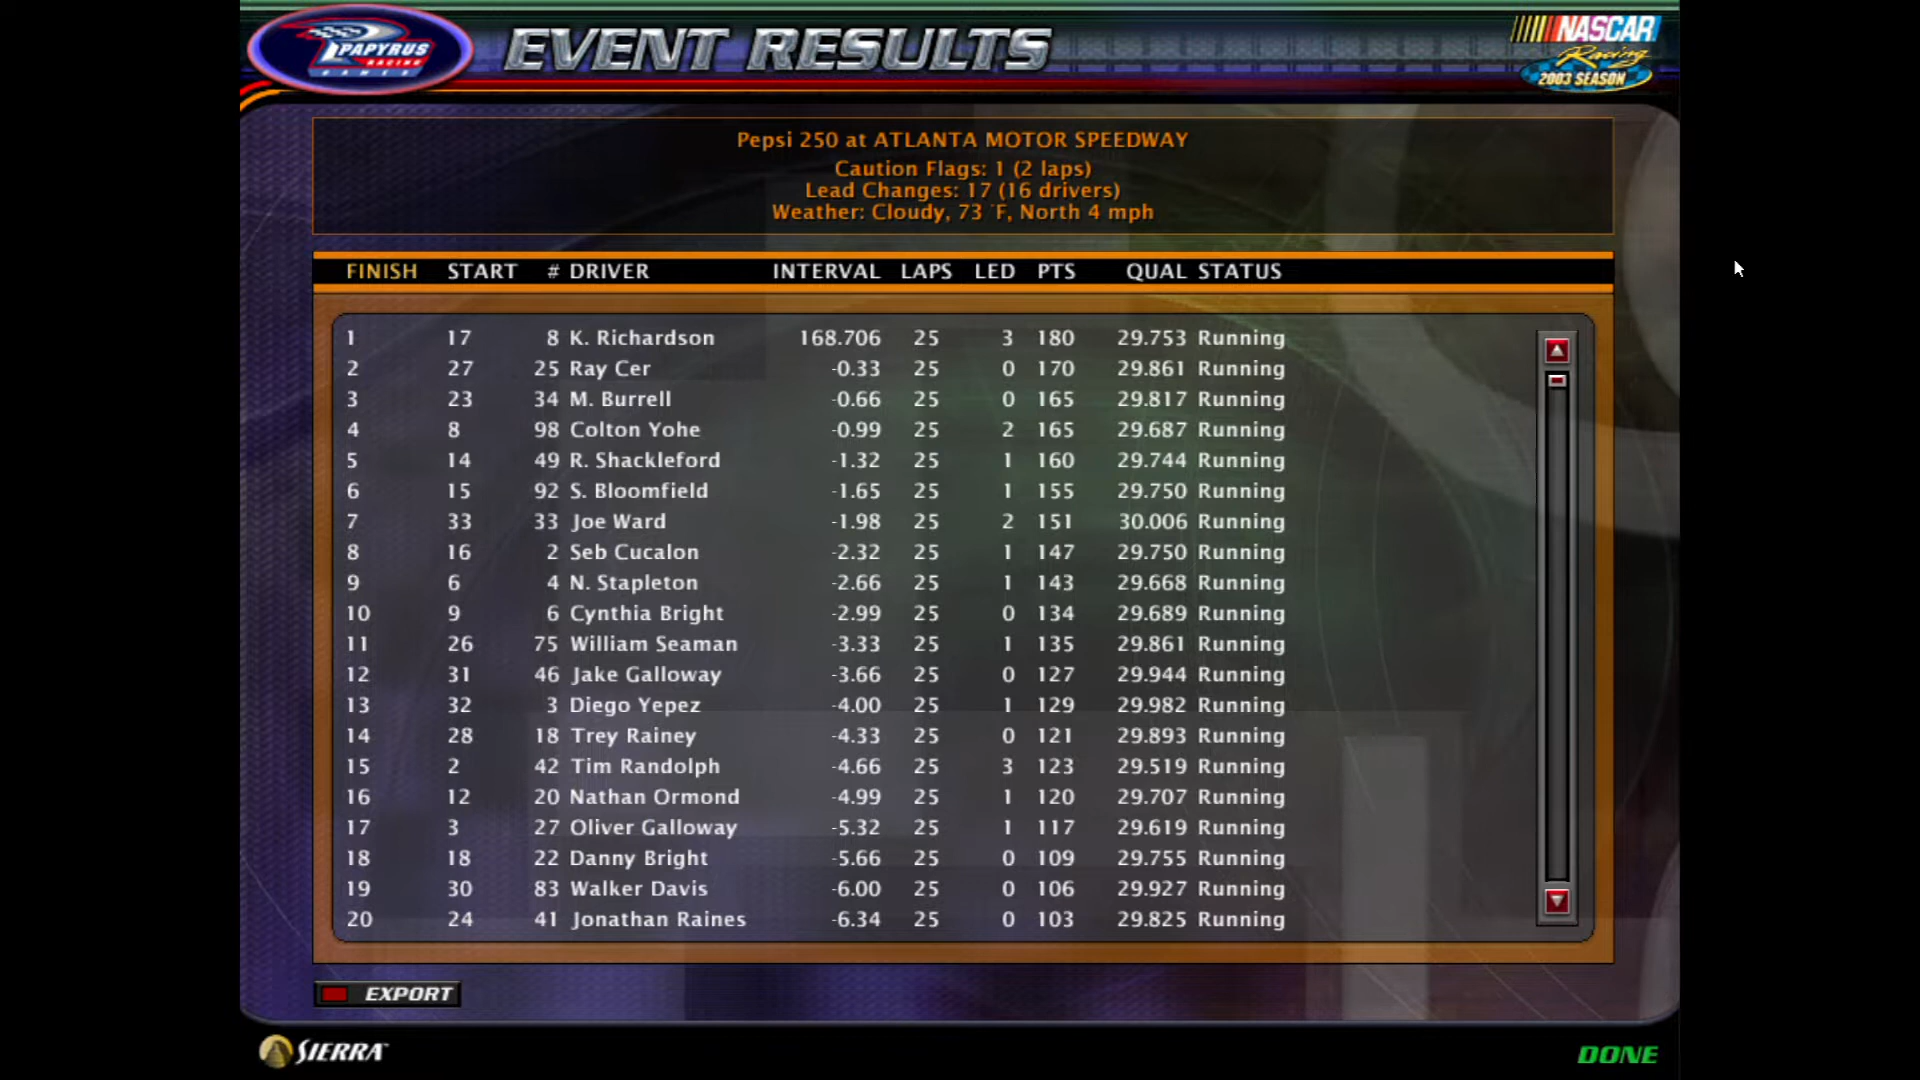 PAPYRUS
RACING
GAMES
EVENT RESULTS
NASCAR
Racing
2003 SEASON
Pepsi 250 at ATLANTA MOTOR SPEEDWAY
Caution Flags: 1 (2 laps)
Lead Changes: 17 (16 drivers)
Weather: Cloudy, 73 °F, North 4 mph
FINISH START # DRIVER INTERVAL LAPS LED PTS QUAL STATUS
1 17 8 K. Richardson 168.706 25 3 180 29.753 Running
2 27 25 Ray Cer -0.33 25 0 170 29.861 Running
3 23 34 M. Burrell -0.66 25 0 165 29.817 Running
4 8 98 Colton Yohe -0.99 25 2 165 29.687 Running
5 14 49 R. Shackleford -1.32 25 1 160 29.744 Running
6 15 92 S. Bloomfield -1.65 25 1 155 29.750 Running
7 33 33 Joe Ward -1.98 25 2 151 30.006 Running
8 16 2 Seb Cucalon -2.32 25 1 147 29.750 Running
9 6 4 N. Stapleton -2.66 25 1 143 29.668 Running
10 9 6 Cynthia Bright -2.99 25 0 134 29.689 Running
11 26 75 William Seaman -3.33 25 1 135 29.861 Running
12 31 46 Jake Galloway -3.66 25 0 127 29.944 Running
13 32 3 Diego Yepez -4.00 25 1 129 29.982 Running
14 28 18 Trey Rainey -4.33 25 0 121 29.893 Running
15 2 42 Tim Randolph -4.66 25 3 123 29.519 Running
16 12 20 Nathan Ormond -4.99 25 1 120 29.707 Running
17 3 27 Oliver Galloway -5.32 25 1 117 29.619 Running
18 18 22 Danny Bright -5.66 25 0 109 29.755 Running
19 30 83 Walker Davis -6.00 25 0 106 29.927 Running
20 24 41 Jonathan Raines -6.34 25 0 103 29.825 Running
EXPORT
SIERRA
DONE